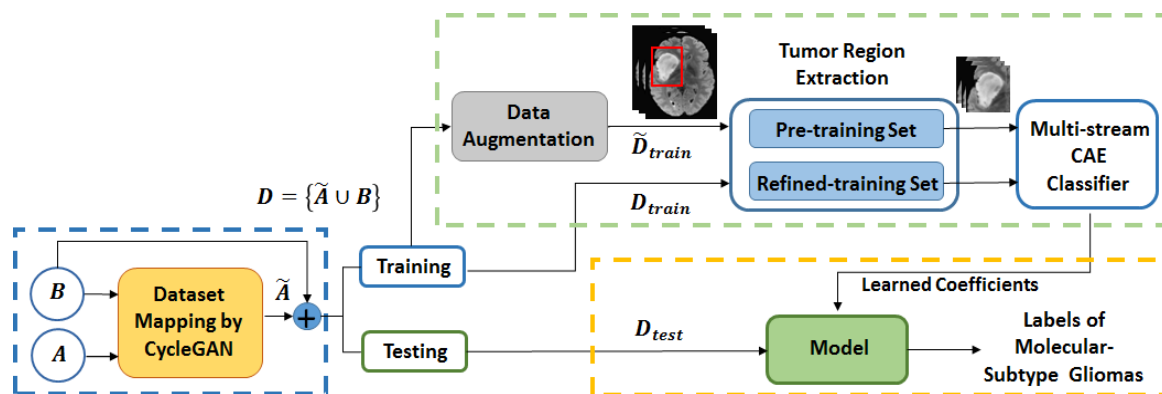 Tumor Region
Extraction
Data
Augmentation
D̃train
Pre-training Set
Refined-training Set
Dtrain
Multi-stream
CAE
Classifier
D = {Ã ∪ B}
B
A
Dataset
Mapping by
CycleGAN
Ã
+
Training
Testing
Learned Coefficients
Dtest
Model
Labels of
Molecular-
Subtype Gliomas